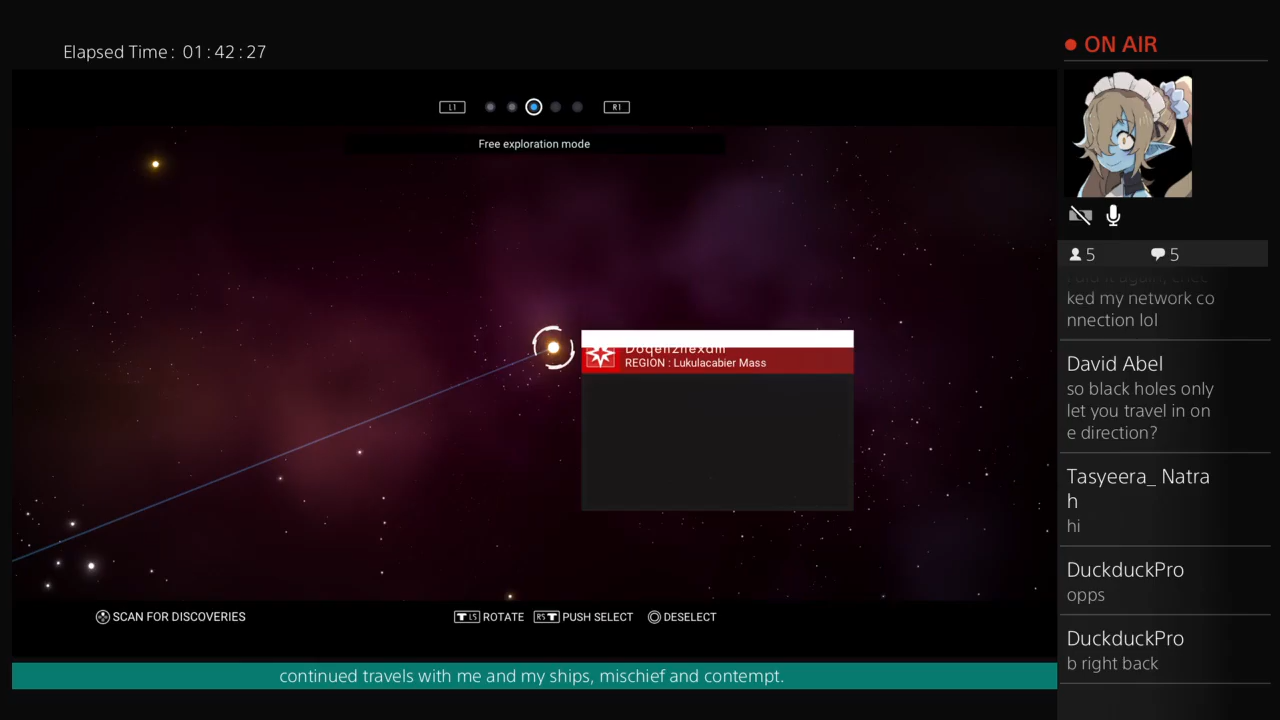 Elapsed Time: 01:42:27
ON AIR
L1
R1
Free exploration mode
5
5
ked my network co
nnection lol
David Abel
so black holes only
let you travel in on
e direction?
REGION : Lukulacabier Mass
Tasyeera_ Natra
h
hi
DuckduckPro
opps
DuckduckPro
b right back
SCAN FOR DISCOVERIES
LS ROTATE
RS PUSH SELECT
DESELECT
continued travels with me and my ships, mischief and contempt.